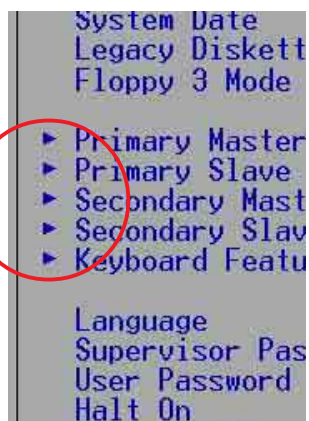 System Date
Legacy Diskett
Floppy 3 Mode
Primary Master
Primary Slave
Secondary Mast
Secondary Slav
Keyboard Featu
Language
Supervisor Pas
User Password
Halt On